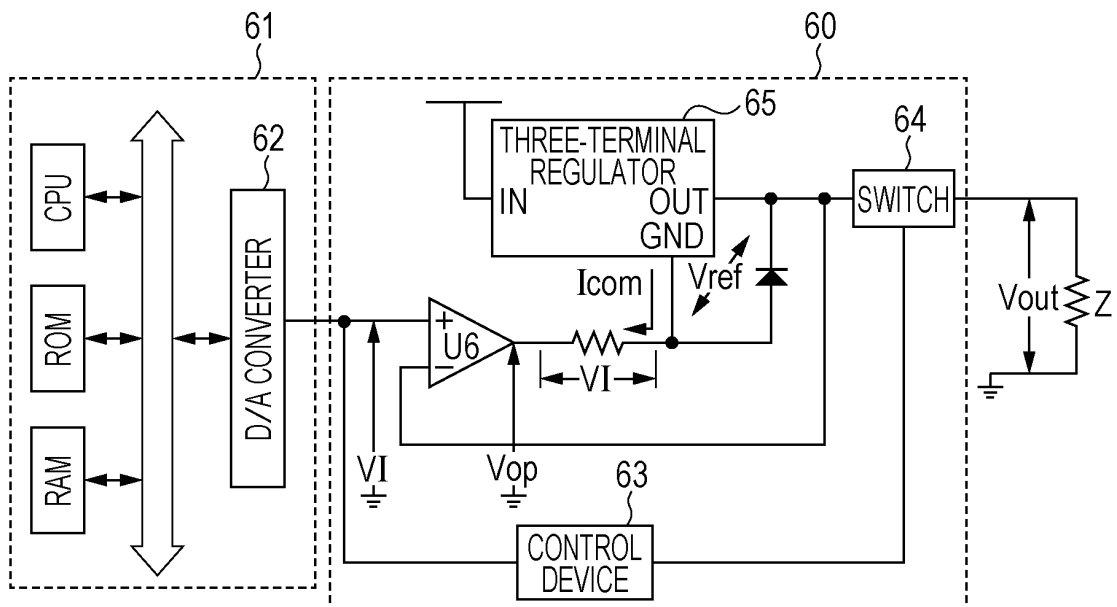 61
60
65
THREE-TERMINAL
REGULATOR
IN
OUT
GND
64
SWITCH
62
CPU
ROM
RAM
D/A CONVERTER
Icom
Vref
+
U6
−
VI
VI
Vop
Vout
Z
63
CONTROL
DEVICE